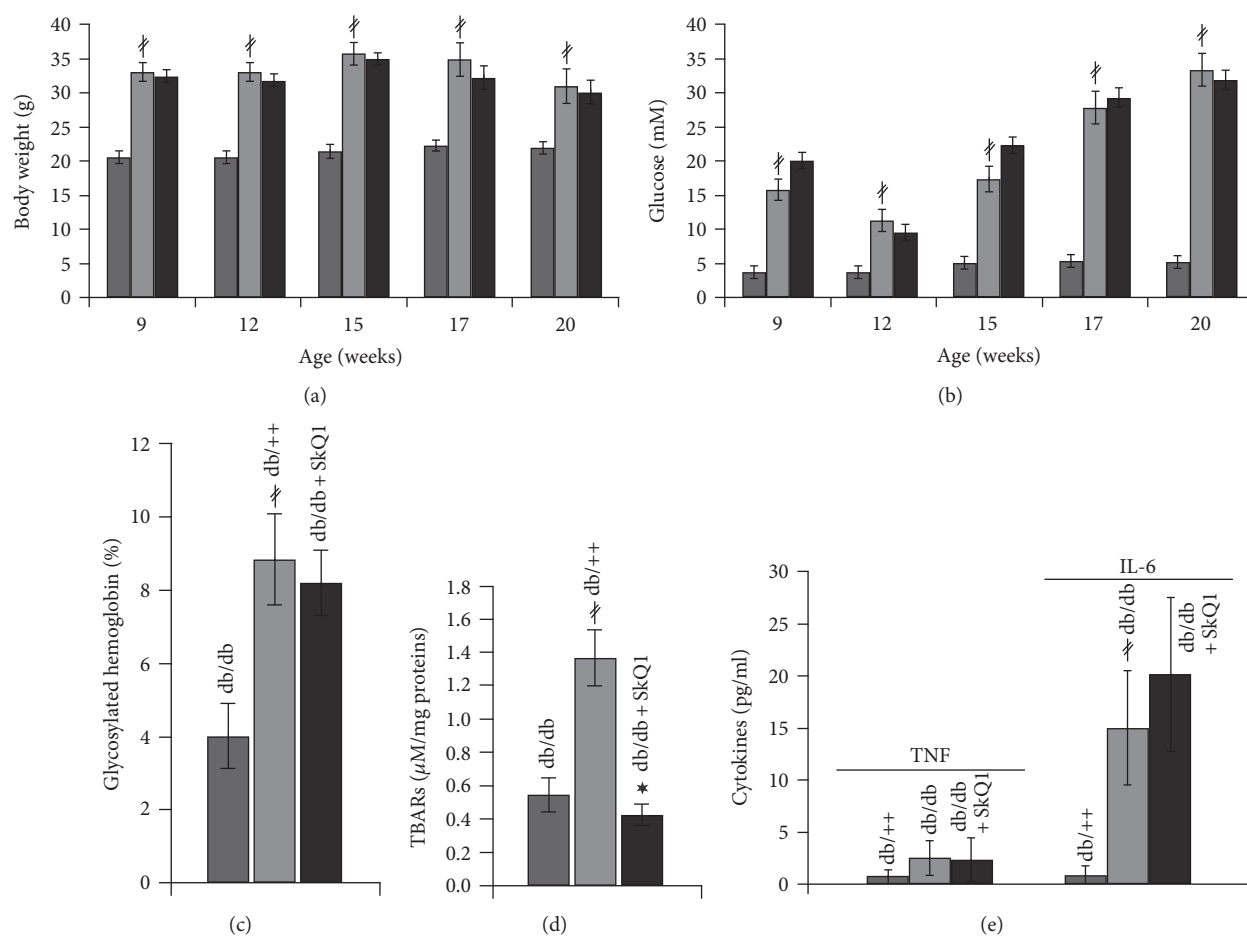 40
35
30
25
20
15
10
5
0
Body weight (g)
9 12 15 17 20
Age (weeks)
(a)
40
35
30
25
20
15
10
5
0
Glucose (mM)
9 12 15 17 20
Age (weeks)
(b)
12
10
8
6
4
2
0
Glycosylated hemoglobin (%)
db/db
db/++
db/db + SkQ1
(c)
1.8
1.6
1.4
1.2
1.0
0.8
0.6
0.4
0.2
0.0
TBARs (μM/mg proteins)
db/db
db/++
db/db + SkQ1
(d)
30
25
20
15
10
5
0
Cytokines (pg/ml)
TNF
db/++
db/db
db/db
+ SkQ1
IL-6
db/++
db/db
db/db
+ SkQ1
(e)